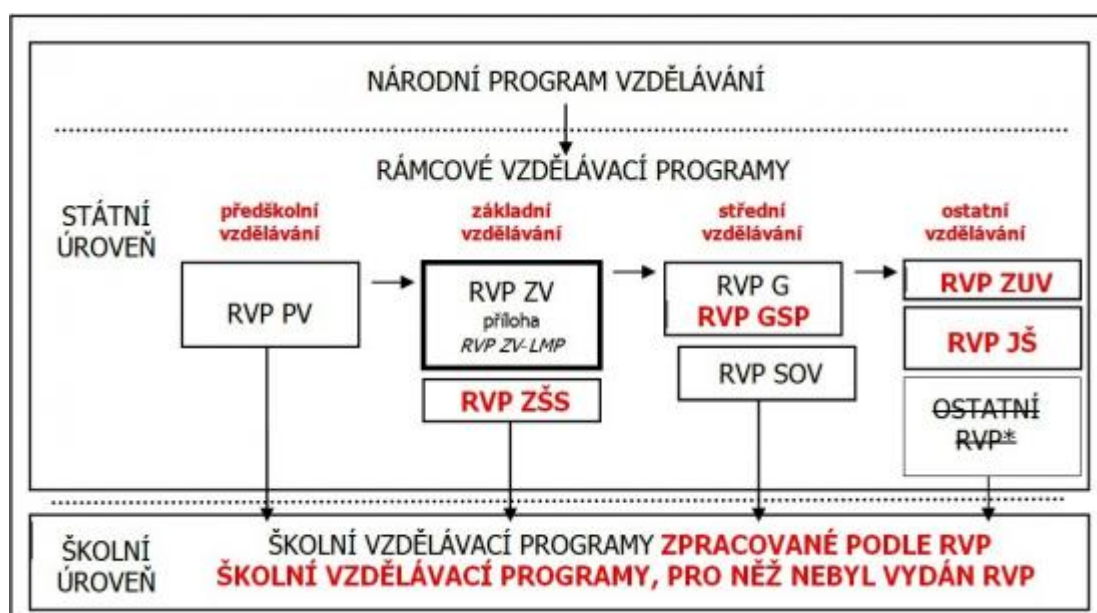 NÁRODNÍ PROGRAM VZDĚLÁVÁNÍ
RÁMCOVÉ VZDĚLÁVACÍ PROGRAMY
STÁTNÍ
ÚROVEŇ
předškolní
vzdělávání
základní
vzdělávání
střední
vzdělávání
ostatní
vzdělávání
RVP PV
RVP ZV
příloha
RVP ZV-LMP
RVP ZŠS
RVP G
RVP GSP
RVP SOV
RVP ZUV
RVP JŠ
OSTATNÍ
RVP*
ŠKOLNÍ
ÚROVEŇ
ŠKOLNÍ VZDĚLÁVACÍ PROGRAMY ZPRACOVANÉ PODLE RVP
ŠKOLNÍ VZDĚLÁVACÍ PROGRAMY, PRO NĚŽ NEBYL VYDÁN RVP